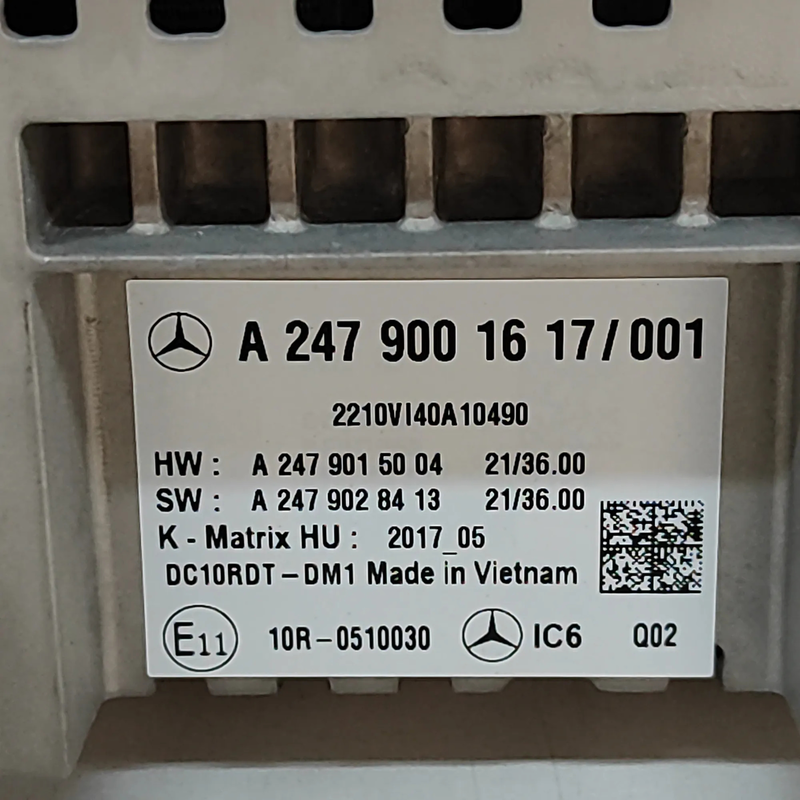 A 247 900 16 17/001
2210VI40A10490
HW : A 247 901 50 04 21/36.00
SW : A 247 902 84 13 21/36.00
K - Matrix HU : 2017_05
DC10RDT-DM1 Made in Vietnam
E11 10R-0510030 IC6 Q02